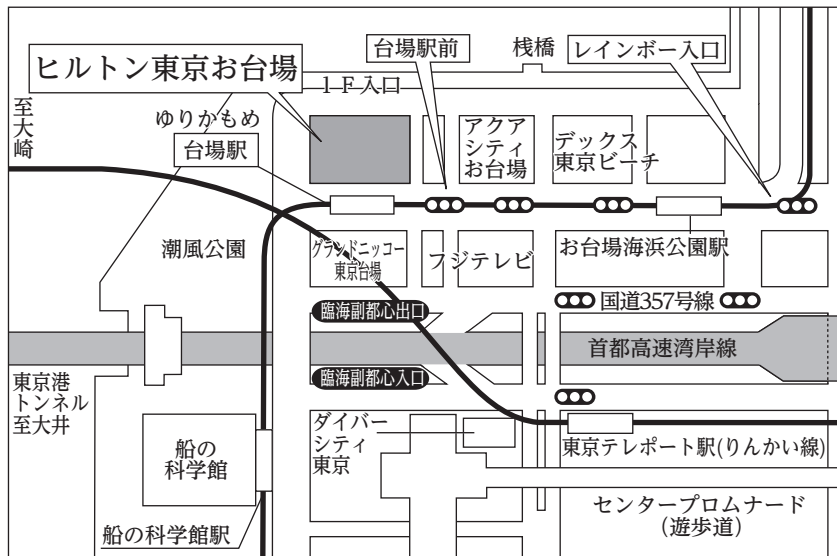 ヒルトン東京お台場
台場駅前
桟橋
レインボー入口
1F入口
至大崎
ゆりかもめ
台場駅
アクア
シティ
お台場
デックス
東京ビーチ
潮風公園
グランドニッコー
東京台場
フジテレビ
お台場海浜公園駅
臨海副都心出口
国道357号線
首都高速湾岸線
臨海副都心入口
東京港
トンネル
至大井
船の
科学館
ダイバー
シティ
東京
東京テレポート駅(りんかい線)
センタープロムナード
(遊歩道)
船の科学館駅